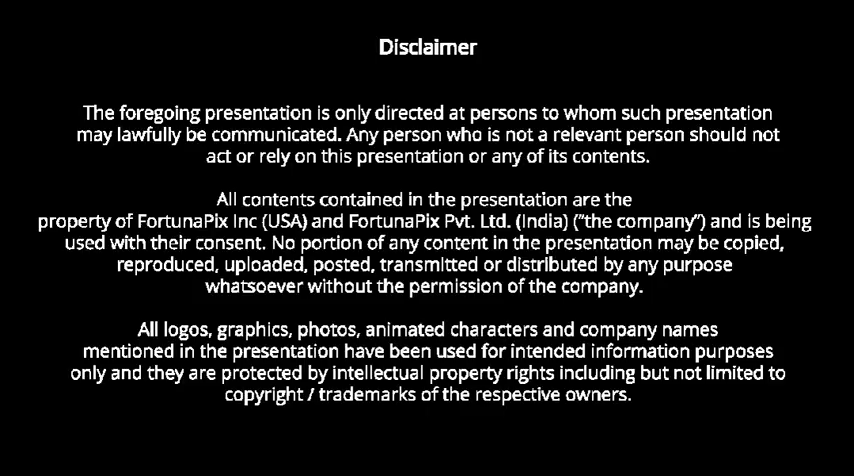 Disclaimer
The foregoing presentation is only directed at persons to whom such presentation
may lawfully be communicated. Any person who is not a relevant person should not
act or rely on this presentation or any of its contents.
All contents contained in the presentation are the
property of FortunaPix Inc (USA) and FortunaPix Pvt. Ltd. (India) ("the company") and is being
used with their consent. No portion of any content in the presentation may be copied,
reproduced, uploaded, posted, transmitted or distributed by any purpose
whatsoever without the permission of the company.
All logos, graphics, photos, animated characters and company names
mentioned in the presentation have been used for intended information purposes
only and they are protected by intellectual property rights including but not limited to
copyright / trademarks of the respective owners.